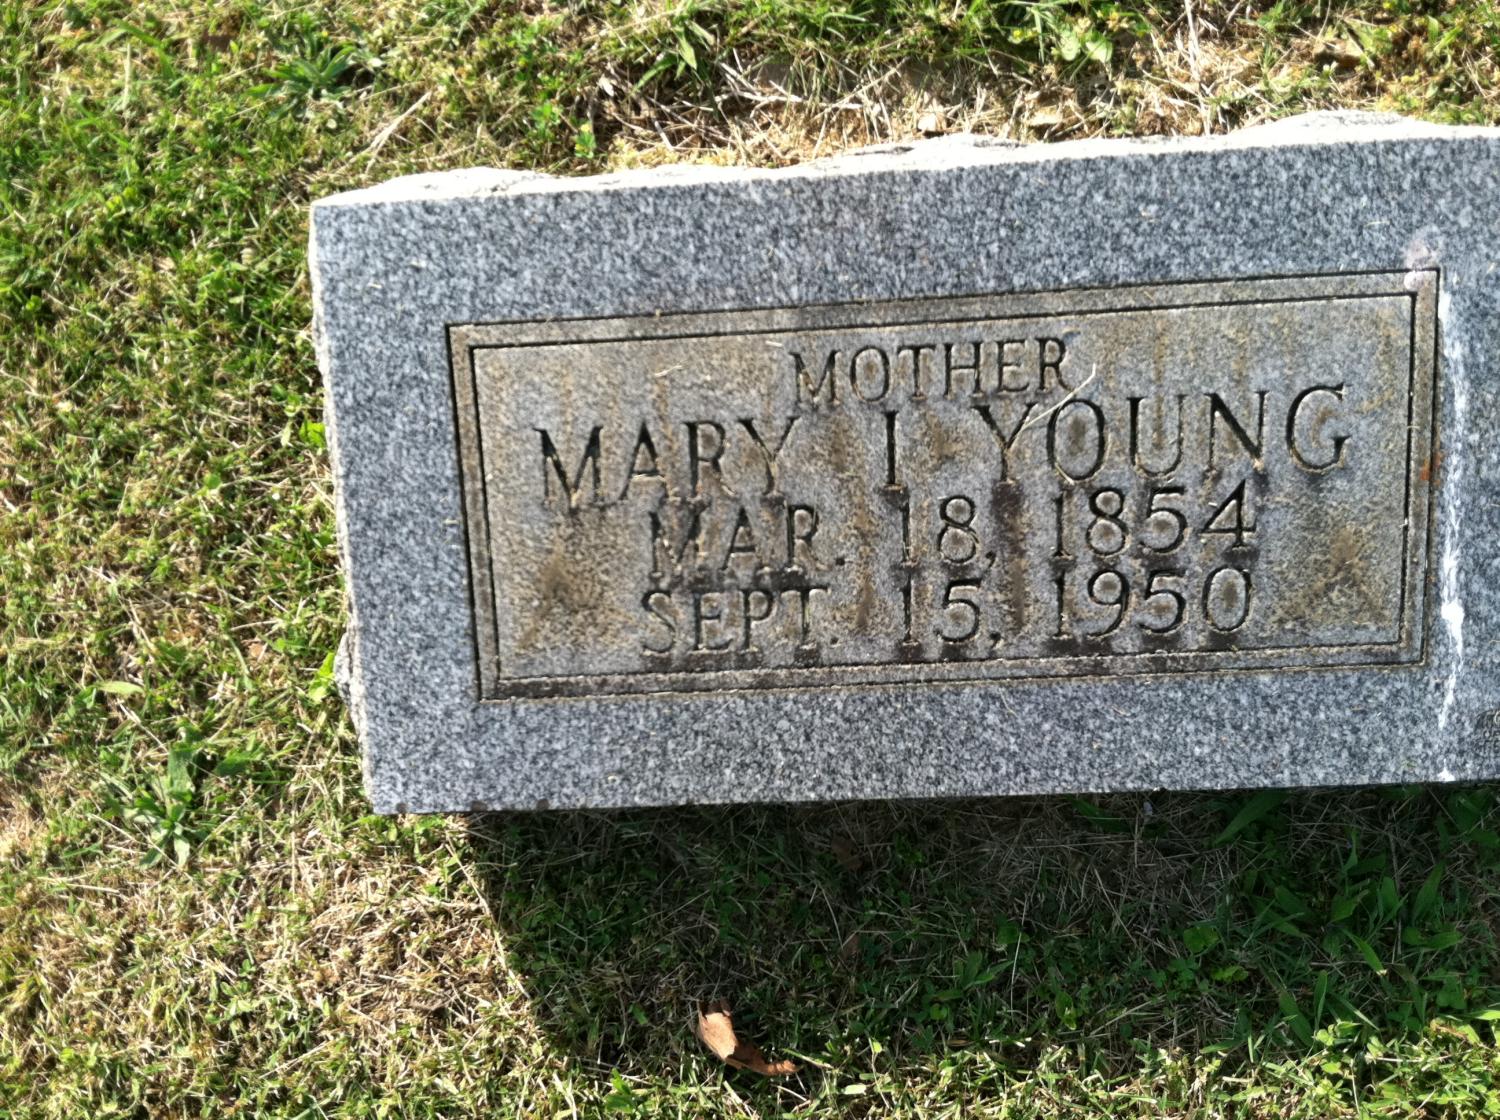 MOTHER
MARY I YOUNG
MAR. 18, 1854
SEPT. 15, 1950